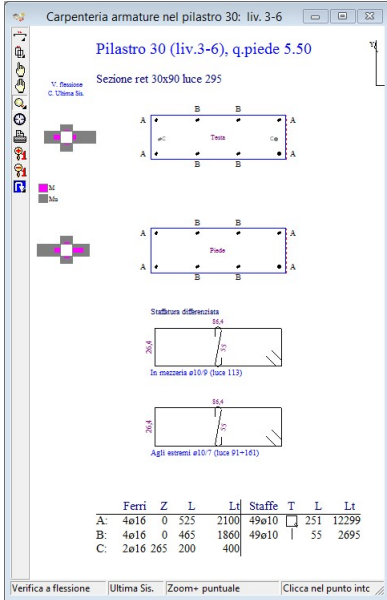 Carpenteria armature nel pilastro 30: liv. 3-6
Pilastro 30 (liv.3-6), q.piede 5.50
Sezione ret 30x90 luce 295
V. flessione
C. Ultima Sis.
A B B A
Testa
C C
A B B A
M
Mu
A B B A
Piede
A B B A
Staffatura differenziata
86,4
26,4
55
In mezzeria ø10/9 (luce 113)
86,4
26,4
55
Agli estremi ø10/7 (luce 91+161)
Ferri Z L Lt Staffe T L Lt
A: 4ø16 0 525 2100 49ø10 251 12299
B: 4ø16 0 465 1860 49ø10 55 2695
C: 2ø16 265 200 400
Verifica a flessione Ultima Sis. Zoom+ puntuale Clicca nel punto intc